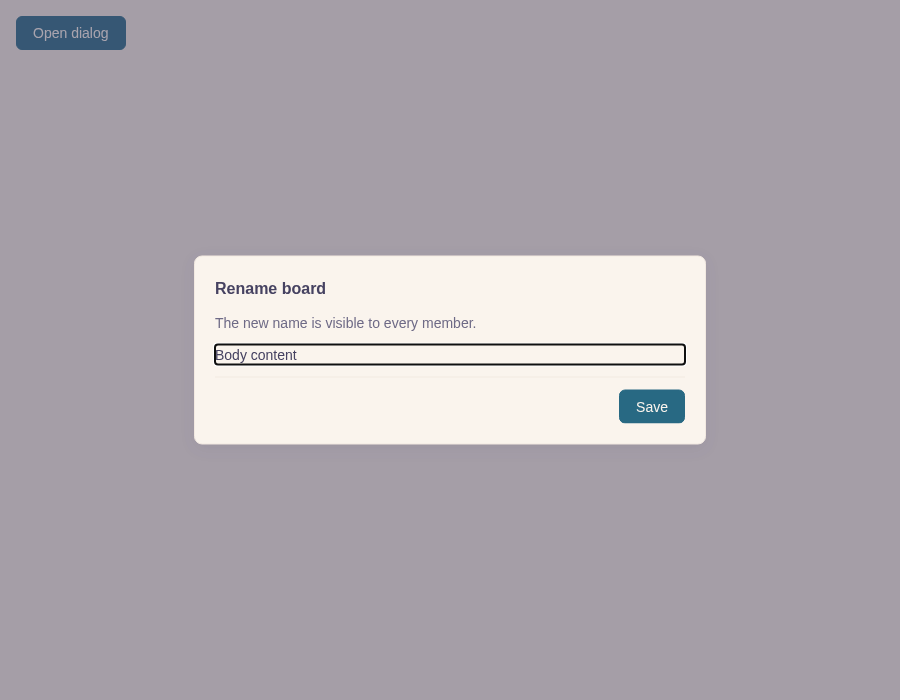 Open dialog
Rename board
The new name is visible to every member.
Body content
Save